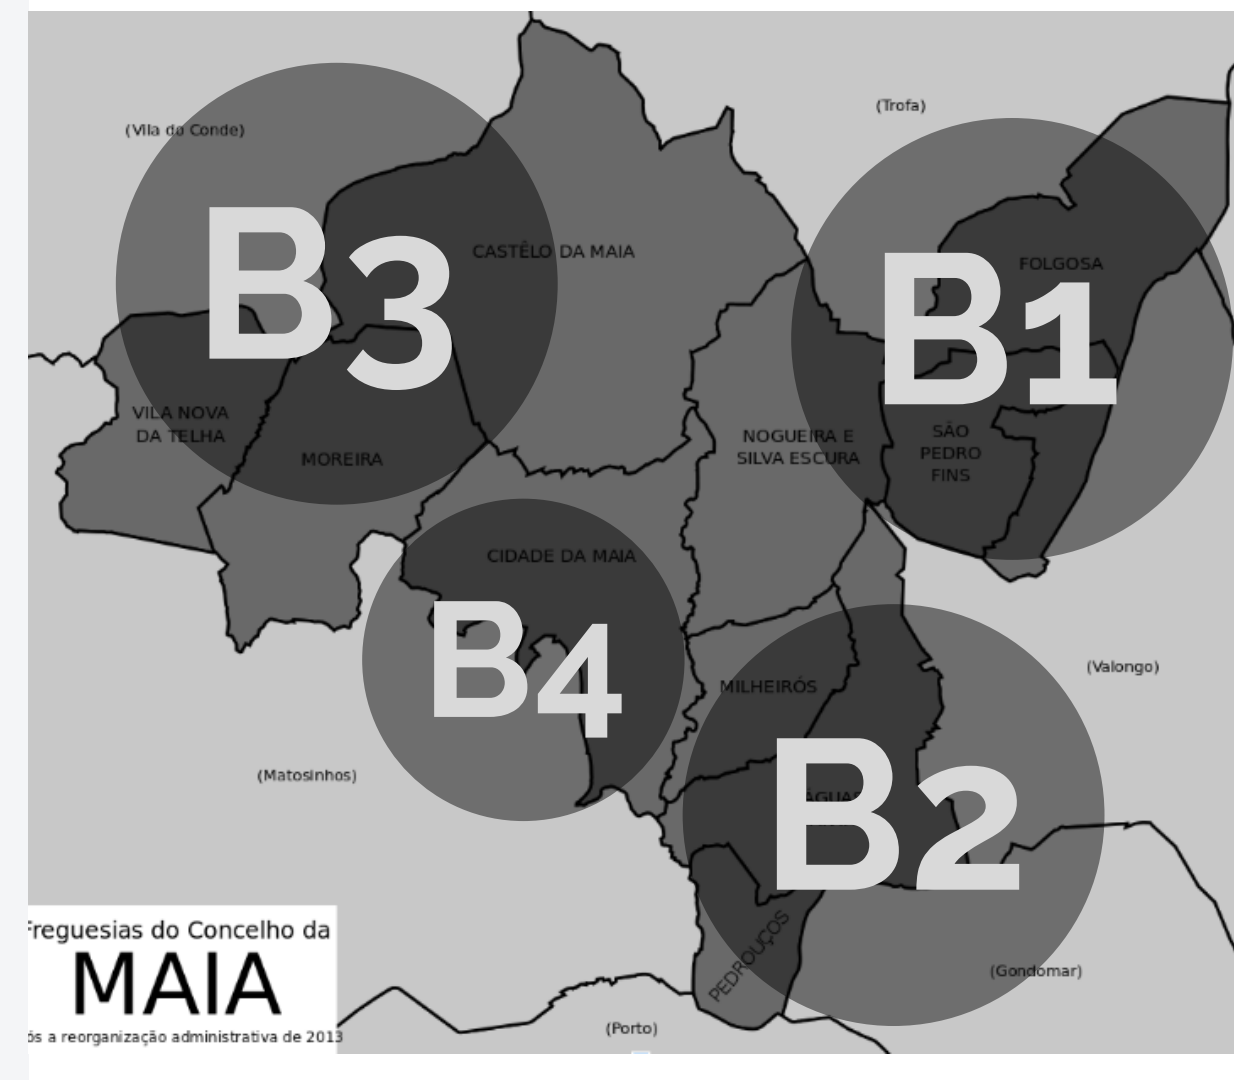 (Trofa)
(Vila do Conde)
B3
CASTÊLO DA MAIA
B1
FOLGOSA
VILA NOVA
DA TELHA
MOREIRA
NOGUEIRA E
SILVA ESCURA
SÃO
PEDRO
FINS
CIDADE DA MAIA
B4
(Valongo)
MILHEIRÓS
(Matosinhos)
B2
PEDROUÇOS
(Gondomar)
(Porto)
Freguesias do Concelho da
MAIA
ós a reorganização administrativa de 2013